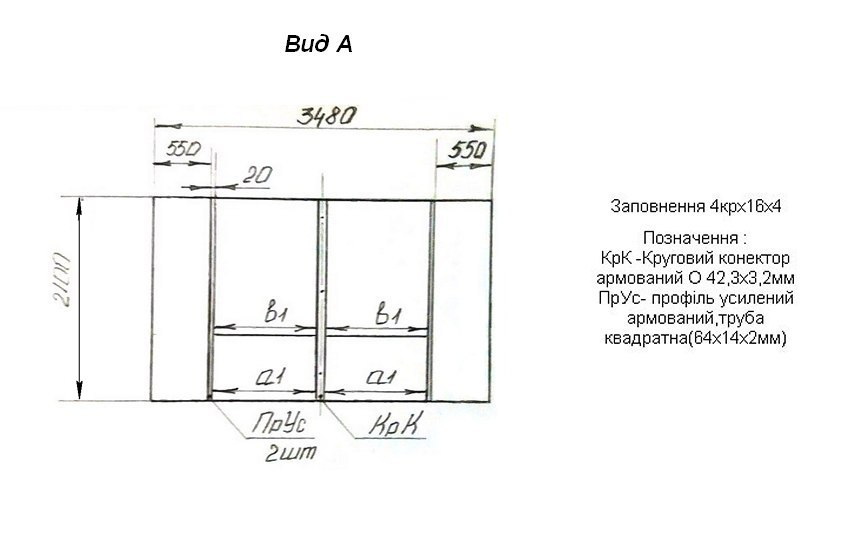 Вид А
3480
550
550
20
2100
в1
в1
а1
а1
ПрУс
2шт
КрК
Заповнення 4крх16х4
Позначення :
КрК -Круговий конектор
армований О 42,3х3,2мм
ПрУс- профіль усилений
армований,труба
квадратна(64х14х2мм)